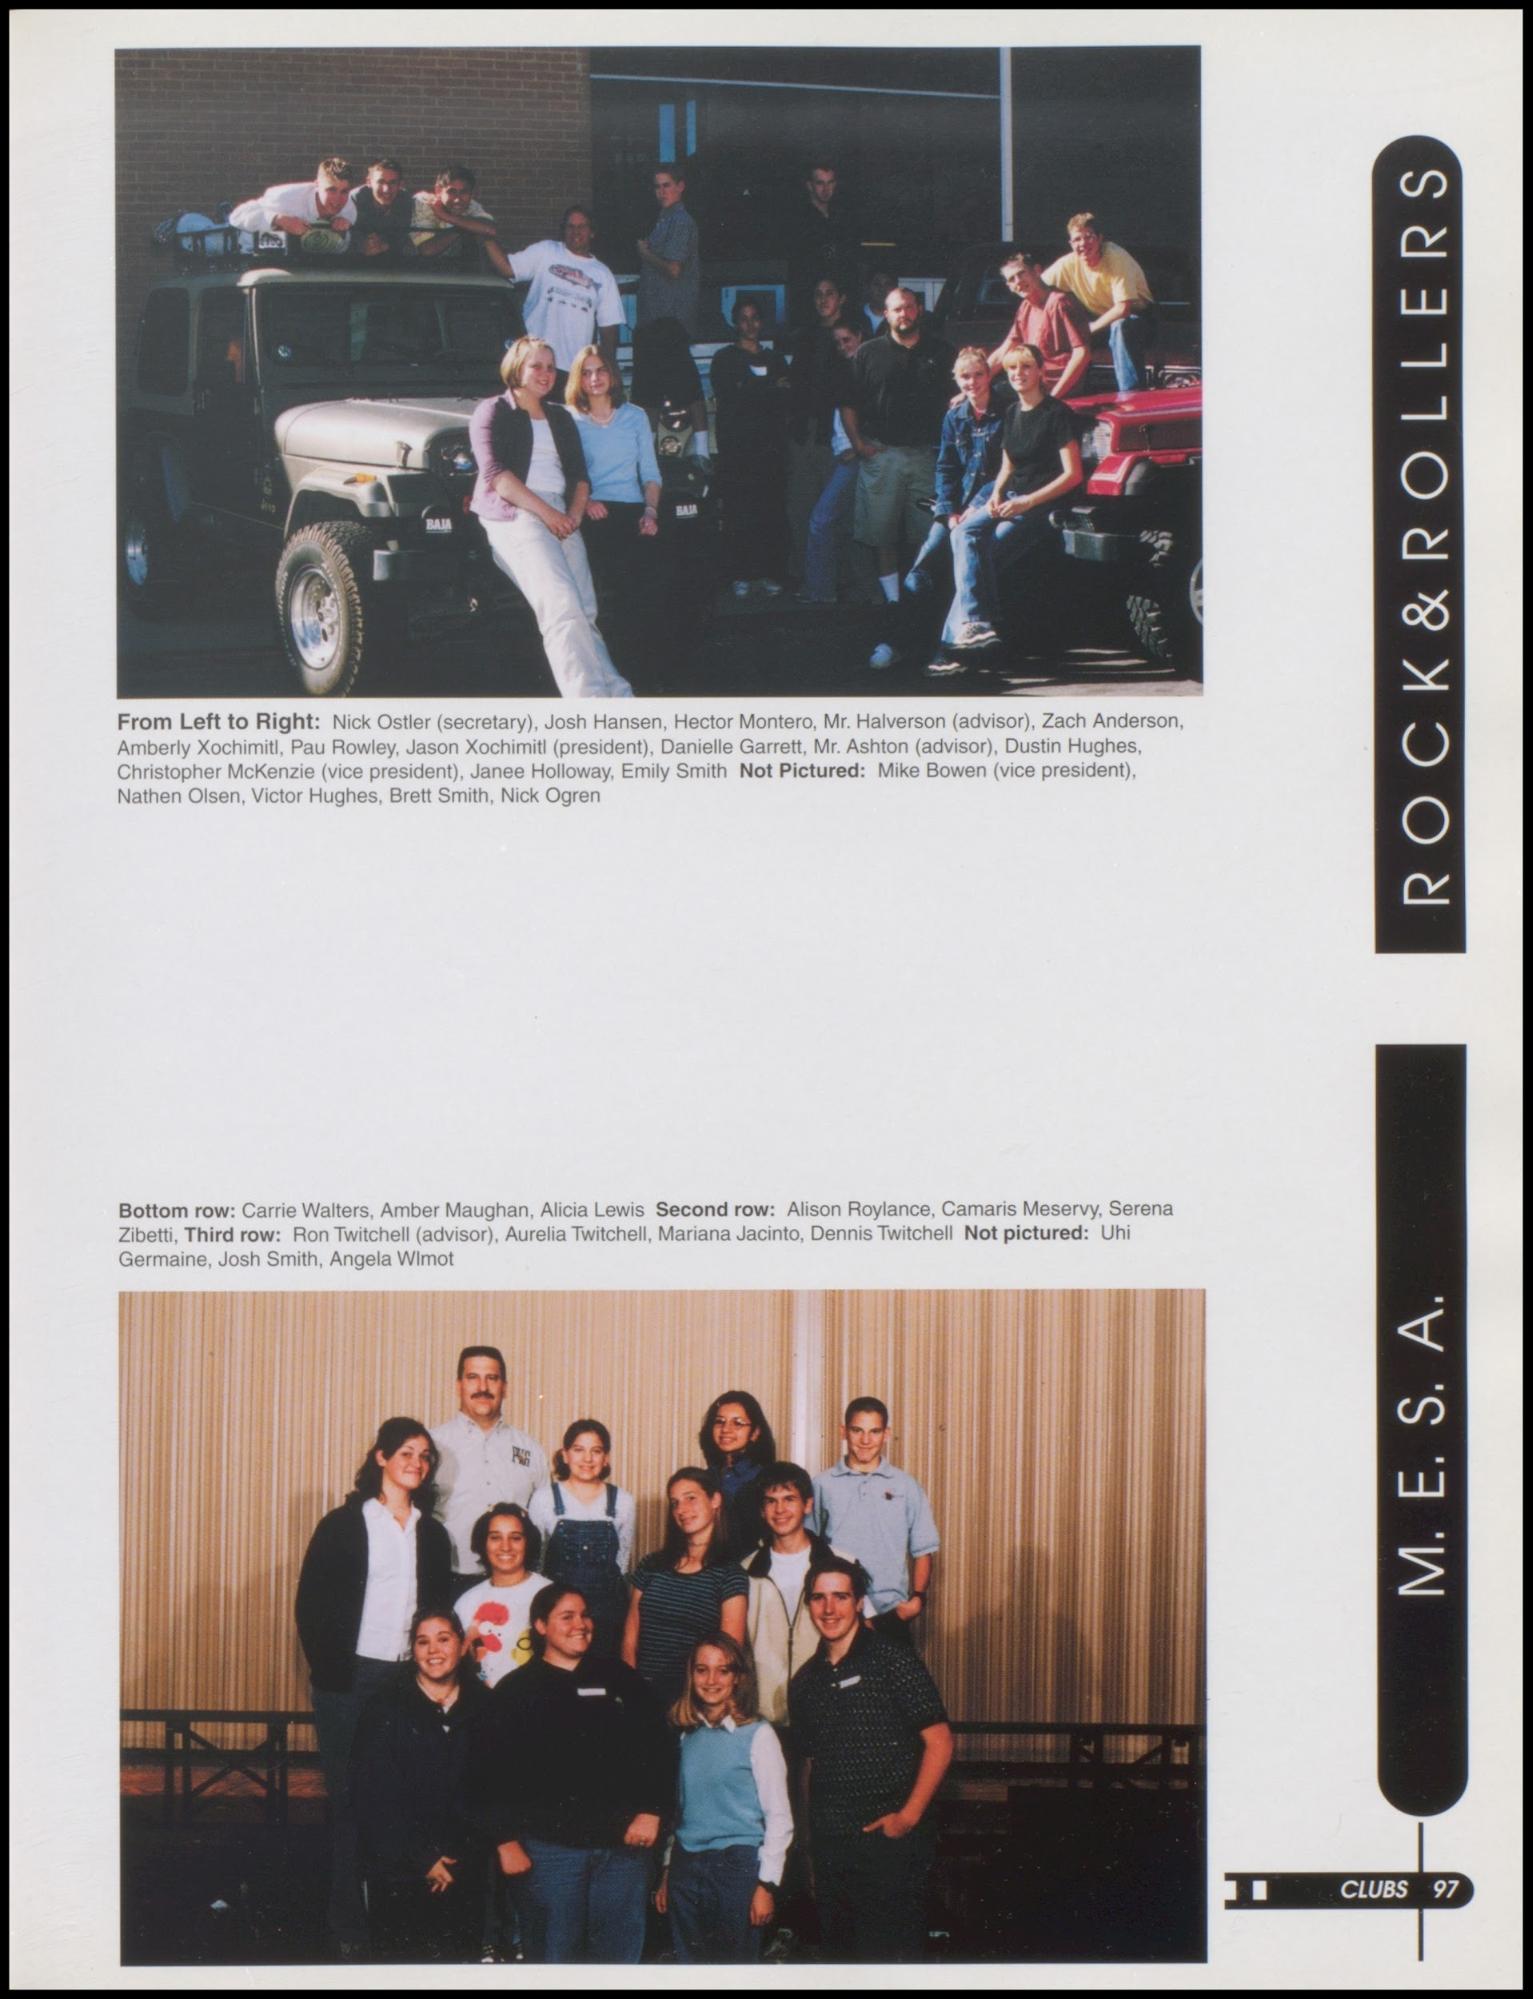 BAJA
BAJA
From Left to Right: Nick Ostler (secretary), Josh Hansen, Hector Montero, Mr. Halverson (advisor), Zach Anderson,
Amberly Xochimitl, Pau Rowley, Jason Xochimitl (president), Danielle Garrett, Mr. Ashton (advisor), Dustin Hughes,
Christopher McKenzie (vice president), Janee Holloway, Emily Smith Not Pictured: Mike Bowen (vice president),
Nathen Olsen, Victor Hughes, Brett Smith, Nick Ogren
ROCK&ROLLERS
Bottom row: Carrie Walters, Amber Maughan, Alicia Lewis Second row: Alison Roylance, Camaris Meservy, Serena
Zibetti, Third row: Ron Twitchell (advisor), Aurelia Twitchell, Mariana Jacinto, Dennis Twitchell Not pictured: Uhi
Germaine, Josh Smith, Angela Wlmot
M. E. S. A.
CLUBS 97